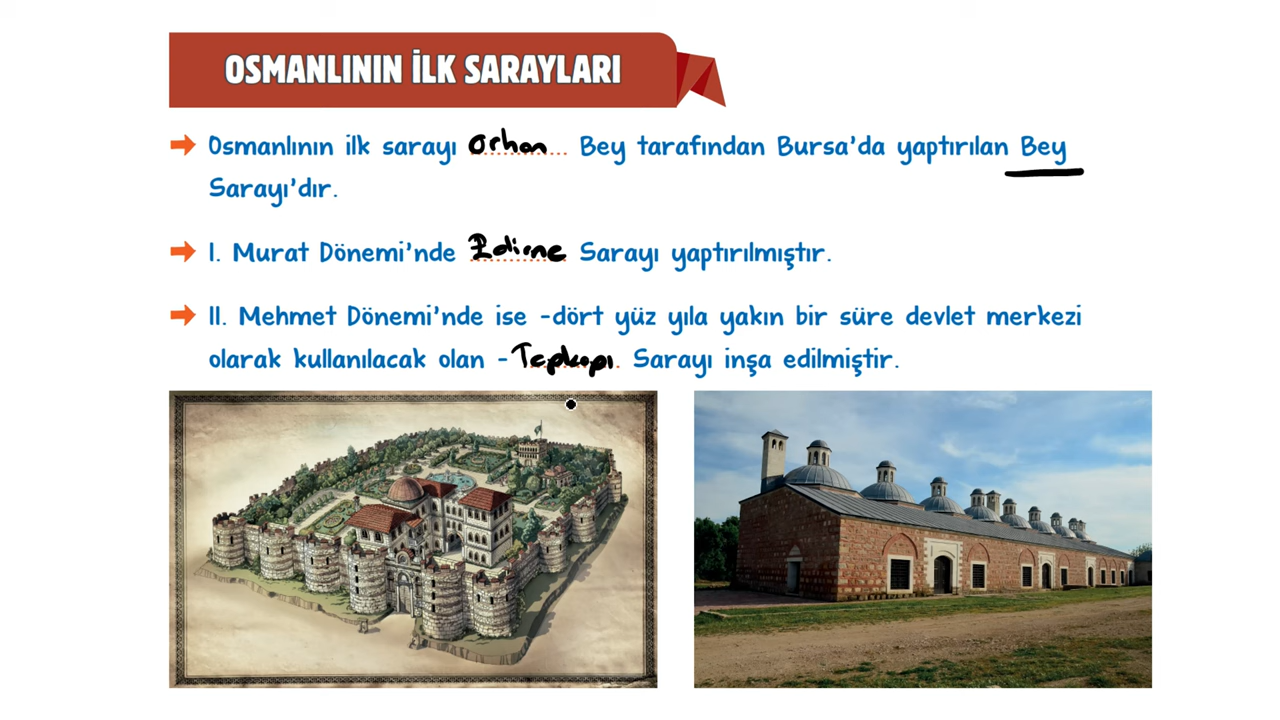 OSMANLININ İLK SARAYLARI
Osmanlının ilk sarayı Orhan... Bey tarafından Bursa'da yaptırılan Bey
Sarayı'dır.
I. Murat Dönemi'nde Edirne Sarayı yaptırılmıştır.
II. Mehmet Dönemi'nde ise -dört yüz yıla yakın bir süre devlet merkezi
olarak kullanılacak olan - Topkapı. Sarayı inşa edilmiştir.